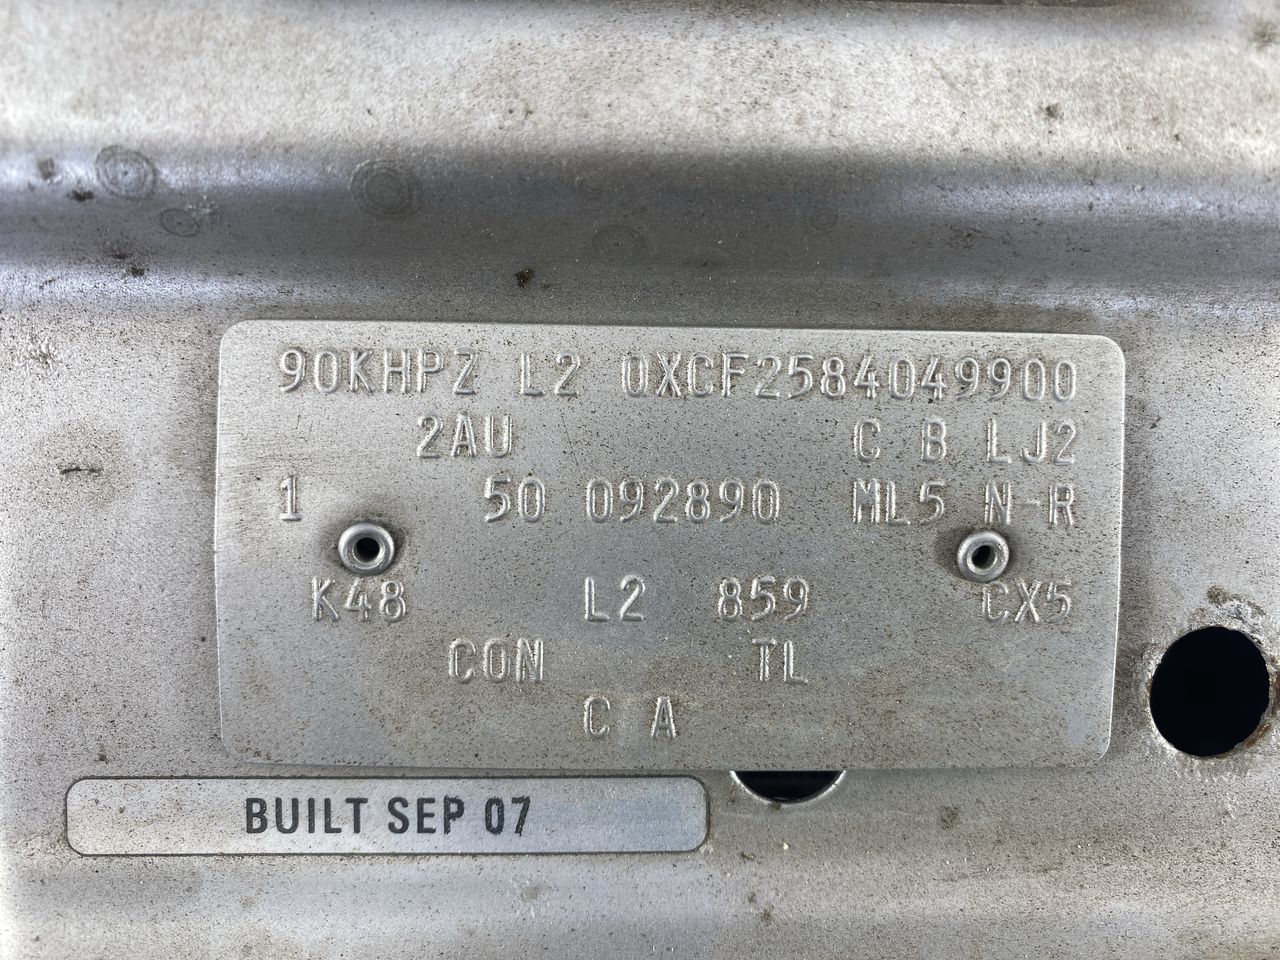 90KHPZ L2 0XCF2584049900
2AU C B LJ2
1 50 092890 ML5 N-R
K48 L2 859 CX5
CON TL
C A
BUILT SEP 07